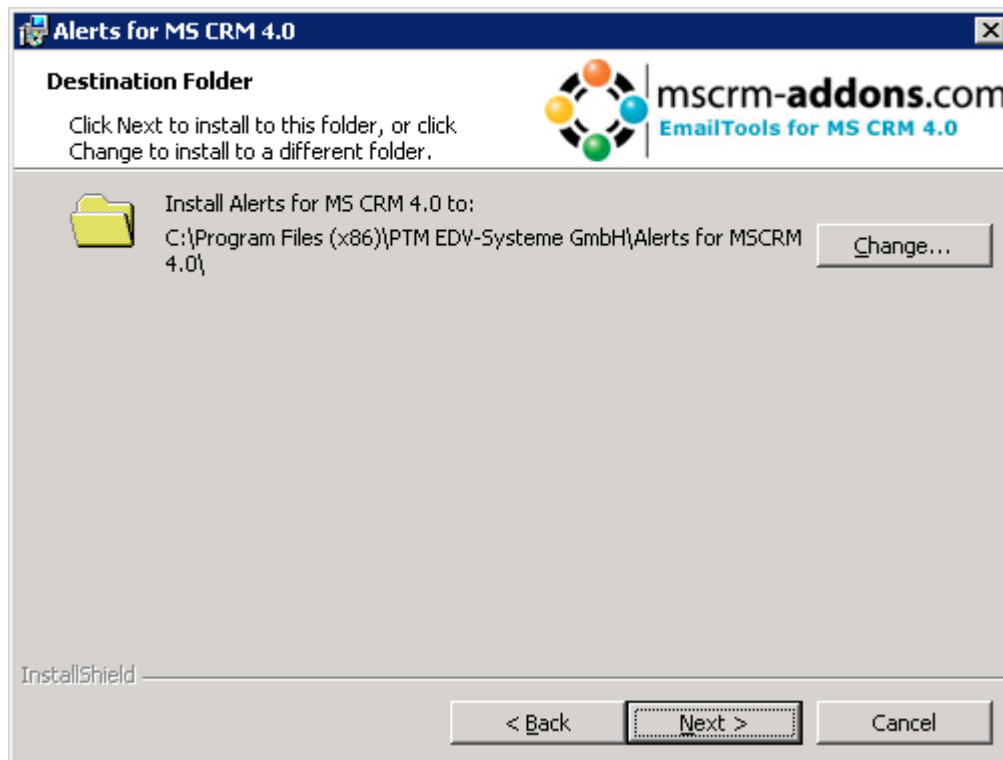 Alerts for MS CRM 4.0
Destination Folder
Click Next to install to this folder, or click
Change to install to a different folder.
mscrm-addons.com
EmailTools for MS CRM 4.0
Install Alerts for MS CRM 4.0 to:
C:\Program Files (x86)\PTM EDV-Systeme GmbH\Alerts for MSCRM
4.0\
Change...
InstallShield
< Back
Next >
Cancel